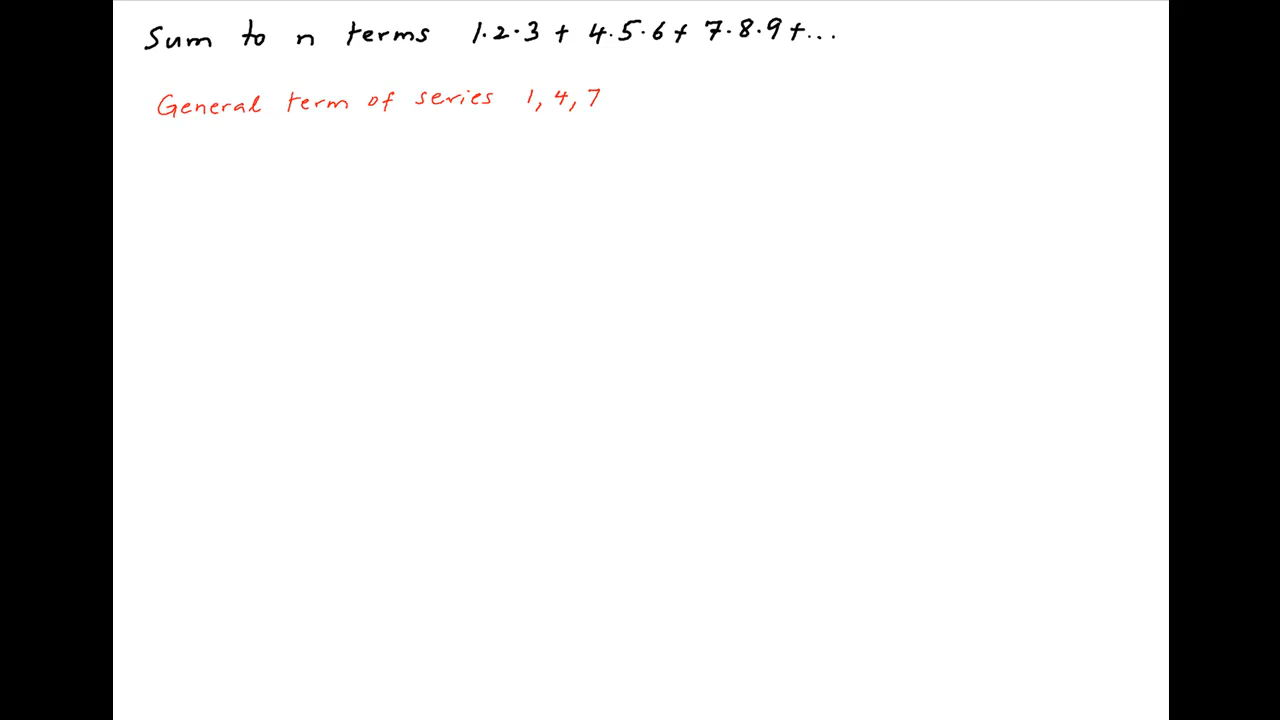 Sum to n terms 1.2.3 + 4.5.6 + 7.8.9 + ...
General term of series 1, 4, 7